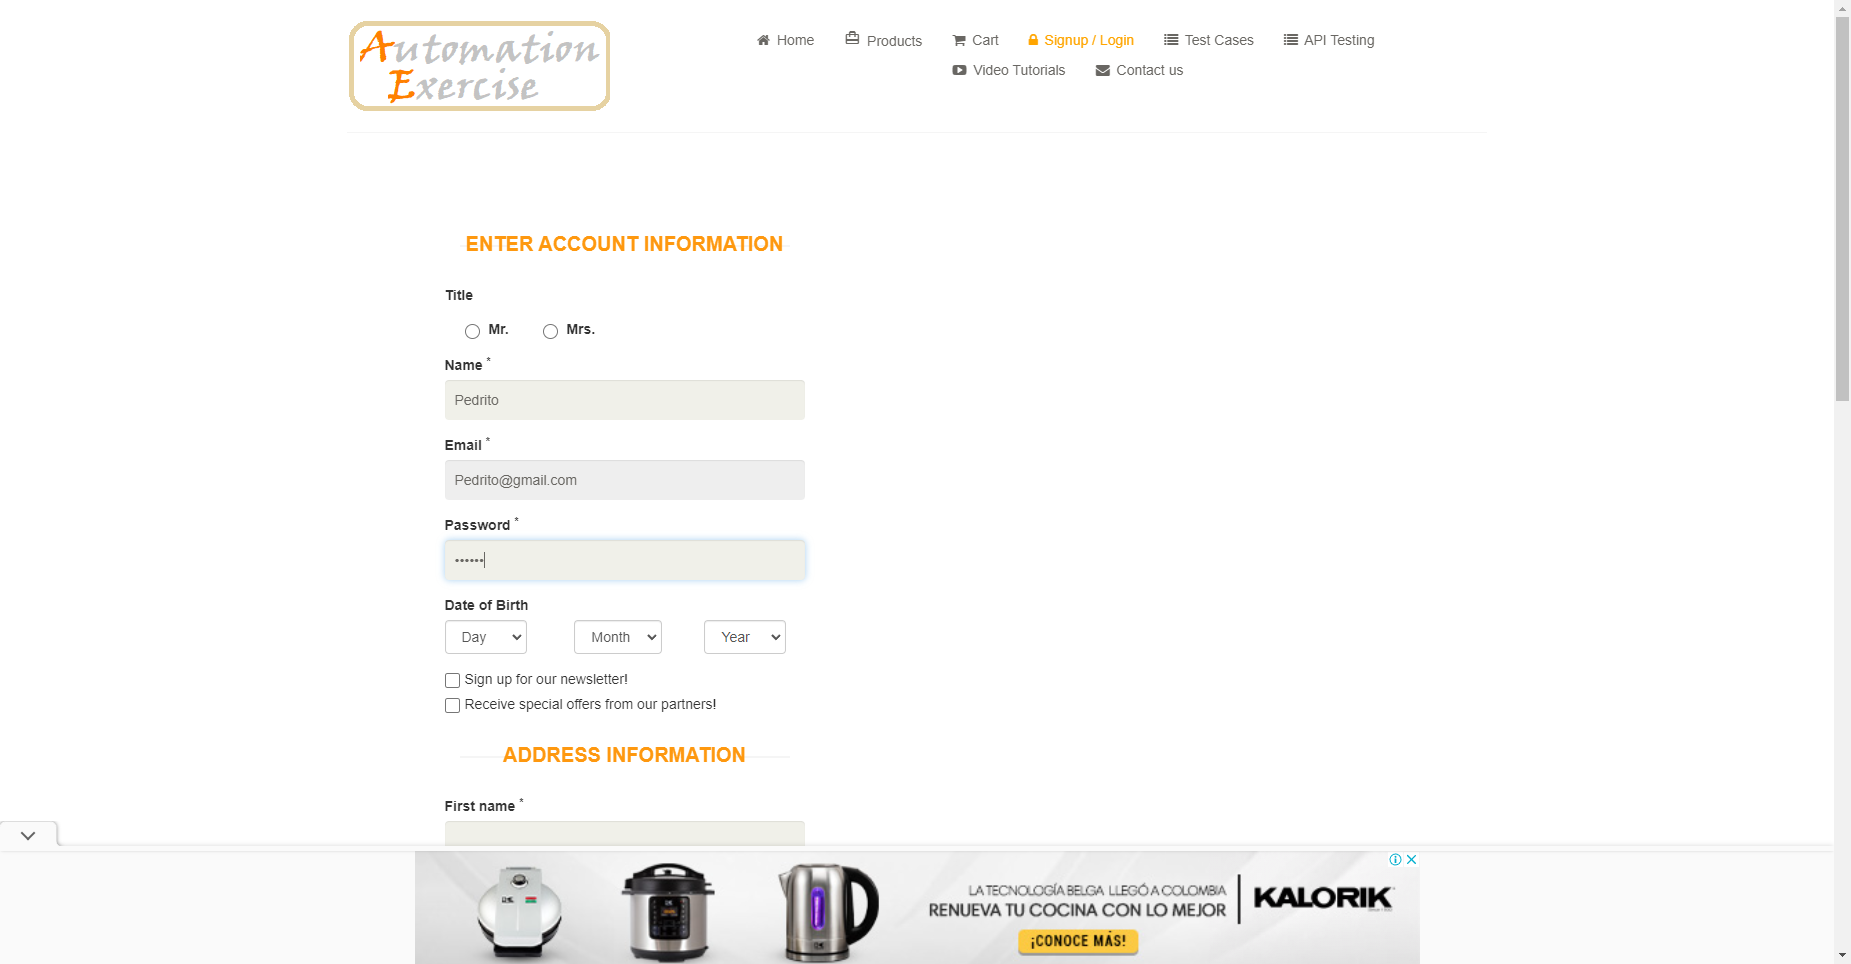 Automation
Exercise
Home
Products
Cart
Signup / Login
Test Cases
API Testing
Video Tutorials
Contact us
ENTER ACCOUNT INFORMATION
Title
Mr.
Mrs.
Name *
Pedrito
Email *
Pedrito@gmail.com
Password *
••••••
Date of Birth
Day
Month
Year
Sign up for our newsletter!
Receive special offers from our partners!
ADDRESS INFORMATION
First name *
LA TECNOLOGÍA BELGA LLEGÓ A COLOMBIA
RENUEVA TU COCINA CON LO MEJOR
¡CONOCE MÁS!
KALORIK